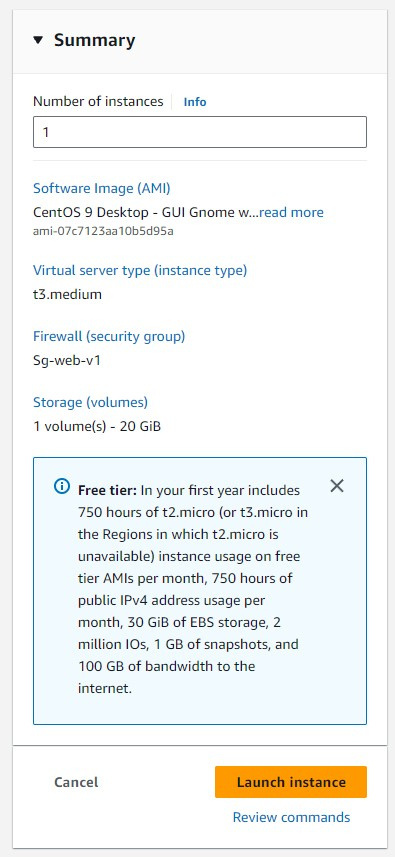 Summary
Number of instances Info
1
Software Image (AMI)
CentOS 9 Desktop - GUI Gnome w...read more
ami-07c7123aa10b5d95a
Virtual server type (instance type)
t3.medium
Firewall (security group)
Sg-web-v1
Storage (volumes)
1 volume(s) - 20 GiB
Free tier: In your first year includes
750 hours of t2.micro (or t3.micro in
the Regions in which t2.micro is
unavailable) instance usage on free
tier AMIs per month, 750 hours of
public IPv4 address usage per
month, 30 GiB of EBS storage, 2
million IOs, 1 GB of snapshots, and
100 GB of bandwidth to the
internet.
Cancel Launch instance
Review commands